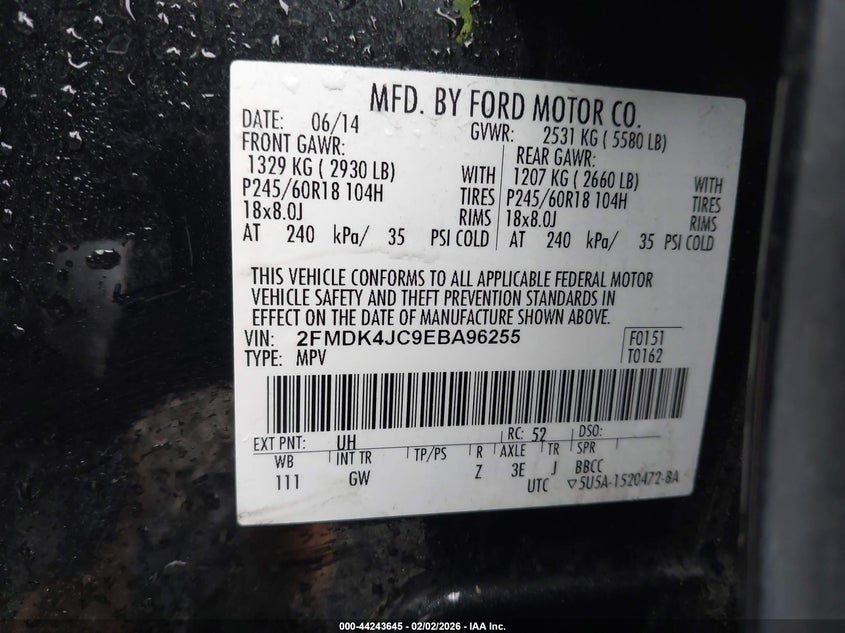 MFD. BY FORD MOTOR CO.
DATE: 06/14 GVWR: 2531 KG ( 5580 LB)
FRONT GAWR: REAR GAWR:
1329 KG ( 2930 LB) WITH 1207 KG ( 2660 LB) WITH
P245/60R18 104H TIRES P245/60R18 104H TIRES
18x8.0J RIMS 18x8.0J RIMS
AT 240 kPa/ 35 PSI COLD AT 240 kPa/ 35 PSI COLD
THIS VEHICLE CONFORMS TO ALL APPLICABLE FEDERAL MOTOR
VEHICLE SAFETY AND THEFT PREVENTION STANDARDS IN
EFFECT ON THE DATE OF MANUFACTURE SHOWN ABOVE.
VIN: 2FMDK4JC9EBA96255 F0151
TYPE: MPV T0162
EXT PNT: UH RC: 52 DSO:
WB INT TR TP/PS R AXLE TR SPR
111 GW Z 3E J BBCC
UTC ▽5U5A-1520472-BA
000-44243645 - 02/02/2026 - IAA Inc.